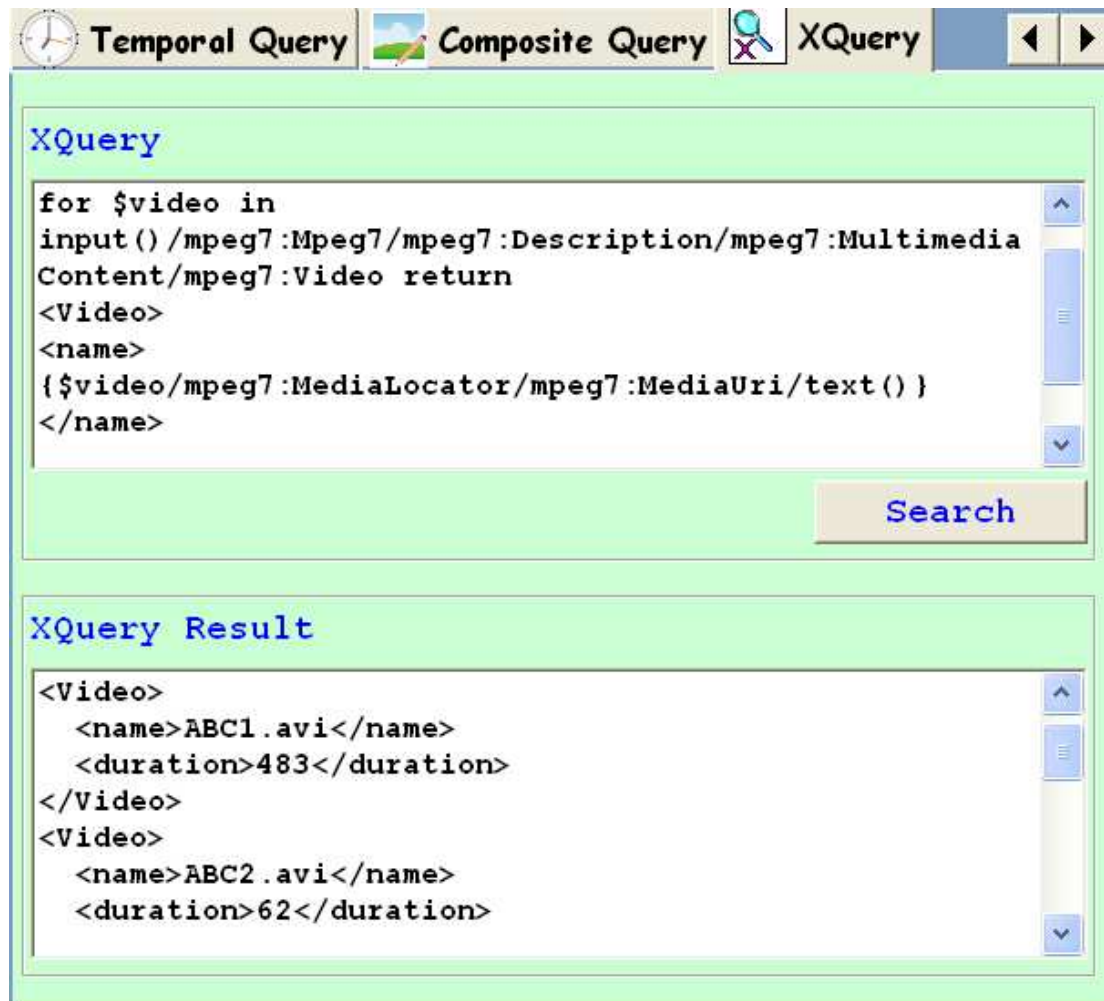 Temporal Query Composite Query XQuery
XQuery
for $video in
input()/mpeg7:Mpeg7/mpeg7:Description/mpeg7:Multimedia
Content/mpeg7:Video return
<Video>
<name>
{$video/mpeg7:MediaLocator/mpeg7:MediaUri/text()}
</name>
Search
XQuery Result
<Video>
  <name>ABC1.avi</name>
  <duration>483</duration>
</Video>
<Video>
  <name>ABC2.avi</name>
  <duration>62</duration>